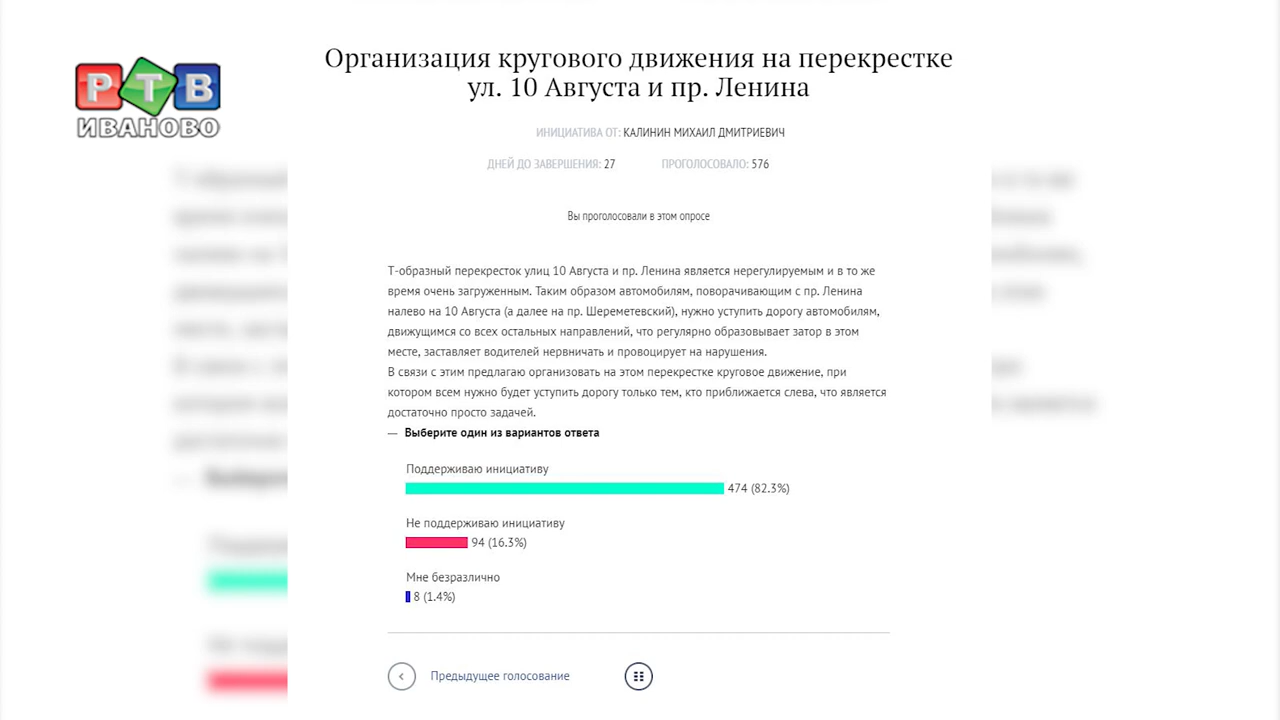 РТВ
ИВАНОВО
Организация кругового движения на перекрестке
ул. 10 Августа и пр. Ленина
ИНИЦИАТИВА ОТ: КАЛИНИН МИХАИЛ ДМИТРИЕВИЧ
ДНЕЙ ДО ЗАВЕРШЕНИЯ: 27 ПРОГОЛОСОВАЛО: 576
Вы проголосовали в этом опросе
Т-образный перекресток улиц 10 Августа и пр. Ленина является нерегулируемым и в то же
время очень загруженным. Таким образом автомобилям, поворачивающим с пр. Ленина
налево на 10 Августа (а далее на пр. Шереметевский), нужно уступить дорогу автомобилям,
движущимся со всех остальных направлений, что регулярно образовывает затор в этом
месте, заставляет водителей нервничать и провоцирует на нарушения.
В связи с этим предлагаю организовать на этом перекрестке круговое движение, при
котором всем нужно будет уступить дорогу только тем, кто приближается слева, что является
достаточно просто задачей.
— Выберите один из вариантов ответа
Поддерживаю инициативу
474 (82.3%)
Не поддерживаю инициативу
94 (16.3%)
Мне безразлично
8 (1.4%)
Предыдущее голосование